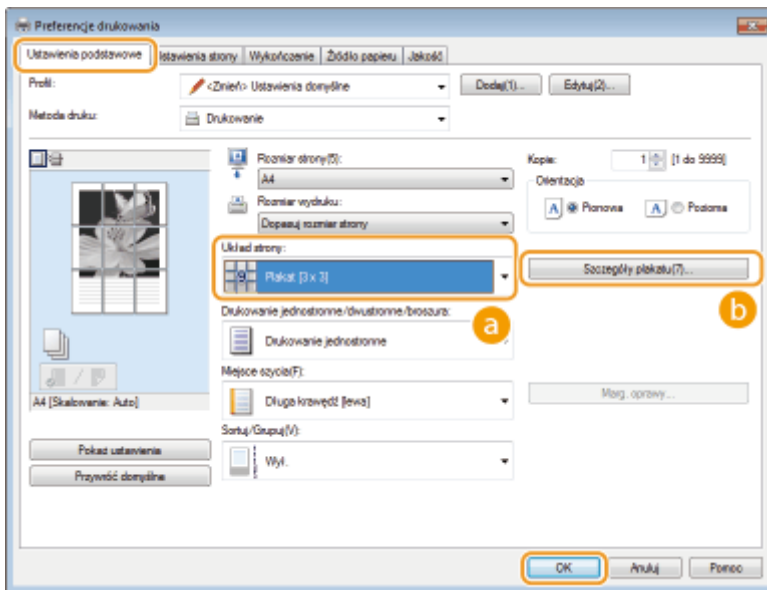 Preferencje drukowania
Ustawienia podstawowe Ustawienia strony Wykończenie Źródło papieru Jakość
Profil: <Zmień> Ustawienia domyślne Dodaj(1)... Edytuj(2)...
Metoda druku: Drukowanie
Rozmiar strony(5): Kopie: 1 [1 do 9999]
A4 Orientacja
Rozmiar wydruku: A Pionowa A Pozioma
Dopasuj rozmiar strony
Układ strony:
9 Plakat [3 x 3] Szczegóły plakatu(7)...
a b
Drukowanie jednostronne/dwustronne/broszura:
Drukowanie jednostronne
Miejsce szycia(F):
A4 [Skalowanie: Auto] Długa krawędź [lewa] Marg. oprawy...
Sortuj/Grupuj(V):
Pokaż ustawienia Wył.
Przywróć domyślne
OK Anuluj Pomoc